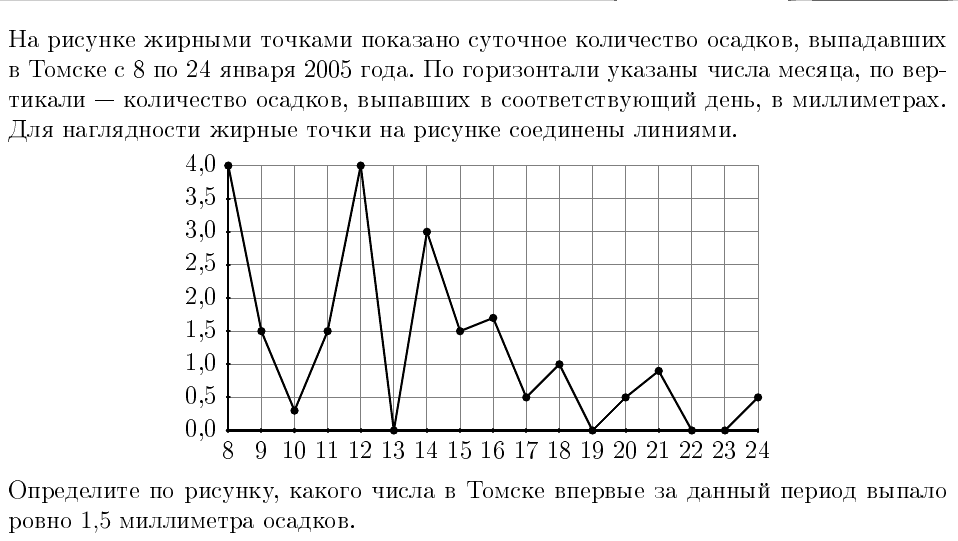 На рисунке жирными точками показано суточное количество осадков, выпадавших
в Томске с 8 по 24 января 2005 года. По горизонтали указаны числа месяца, по вер-
тикали — количество осадков, выпавших в соответствующий день, в миллиметрах.
Для наглядности жирные точки на рисунке соединены линиями.
4,0
3,5
3,0
2,5
2,0
1,5
1,0
0,5
0,0
8 9 10 11 12 13 14 15 16 17 18 19 20 21 22 23 24
Определите по рисунку, какого числа в Томске впервые за данный период выпало
ровно 1,5 миллиметра осадков.